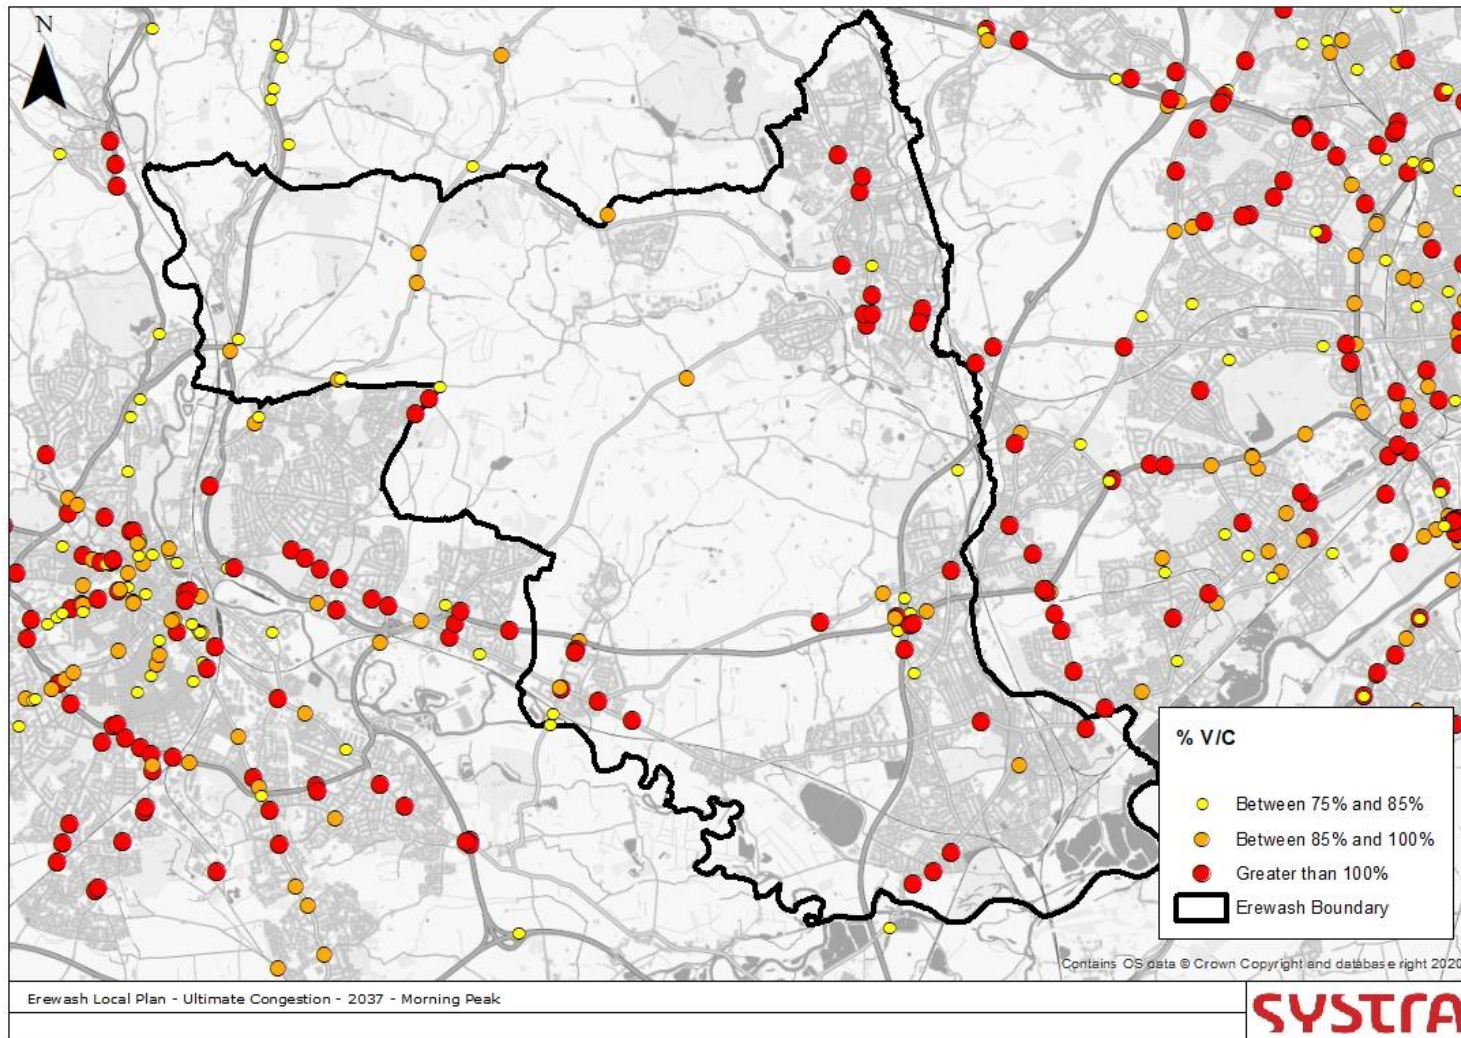 N
% V/C
Between 75% and 85%
Between 85% and 100%
Greater than 100%
Erewash Boundary
Contains OS data © Crown Copyright and database right 2020
Erewash Local Plan - Ultimate Congestion - 2037 - Morning Peak
SYSTRA